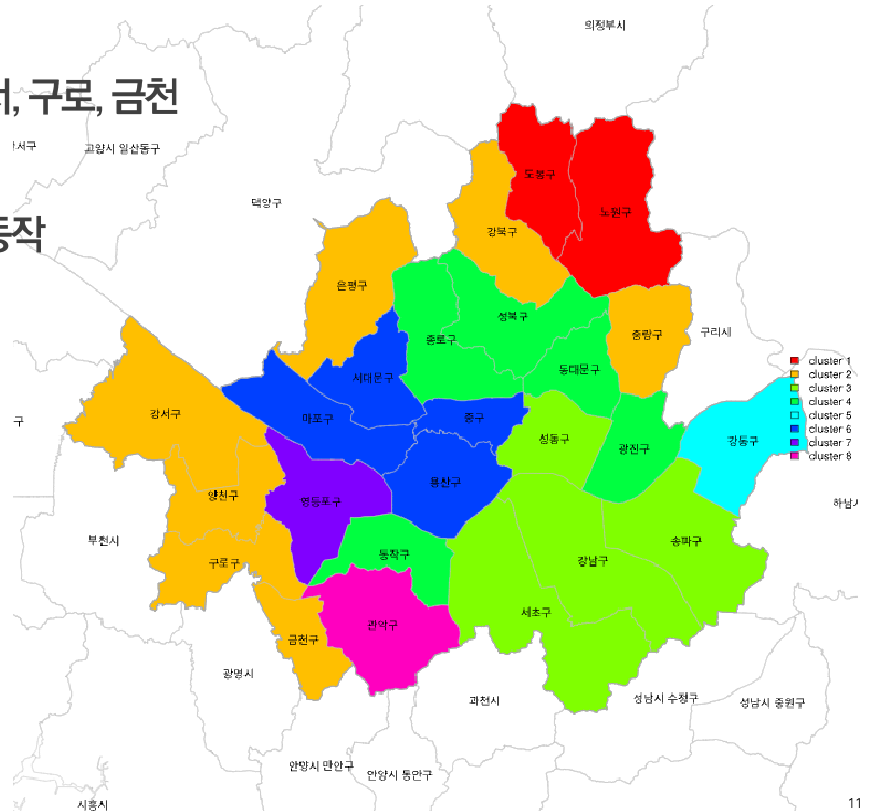 의정부시
서, 구로, 금천
서구
고양시 일산동구
도봉구
노원구
덕양구
동작
강북구
은평구
성북구
중랑구
구리시
종로구
동대문구
서대문구
cluster 1
cluster 2
cluster 3
cluster 4
cluster 5
cluster 6
cluster 7
cluster 8
강서구
마포구
중구
구
성동구
강동구
광진구
용산구
양천구
영등포구
하남시
부천시
송파구
동작구
구로구
강남구
서초구
관악구
금천구
광명시
과천시
성남시 수정구
성남시 중원구
안양시 만안구
안양시 동안구
시흥시
11